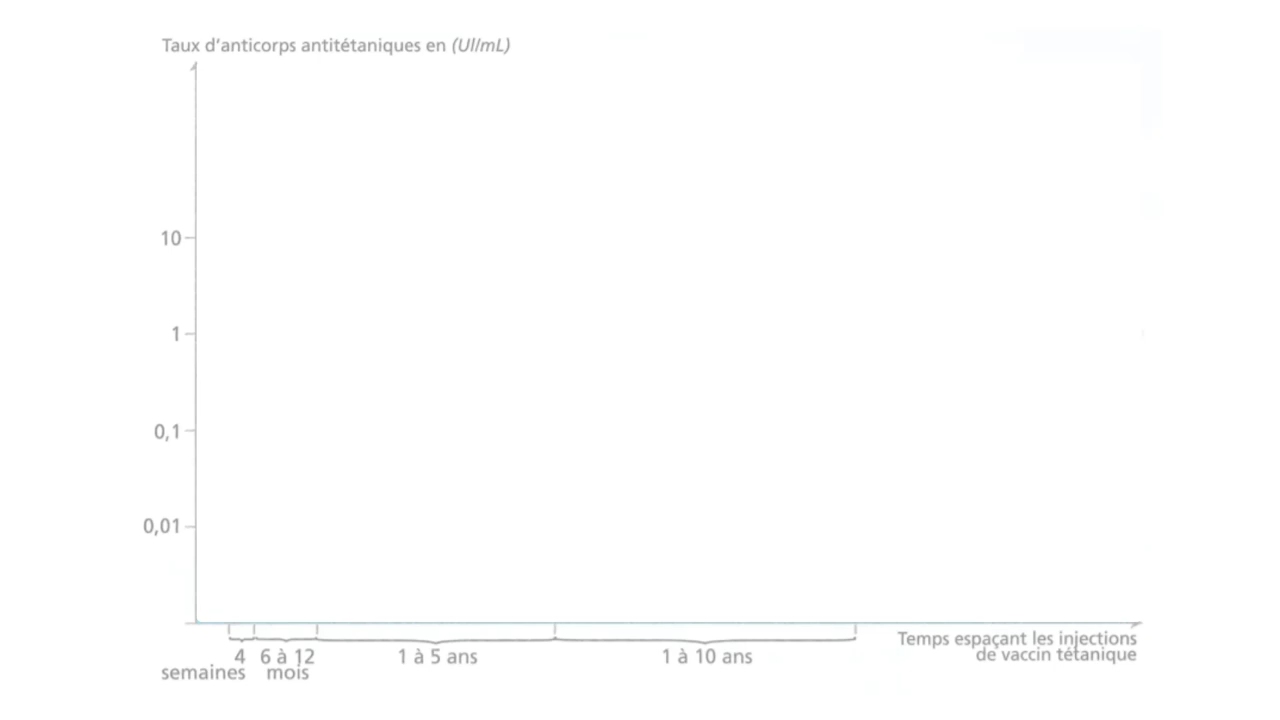 Taux d'anticorps antitétaniques en (UI/mL)
10
1
0,1
0,01
4
semaines
6 à 12
mois
1 à 5 ans
1 à 10 ans
Temps espaçant les injections
de vaccin tétanique